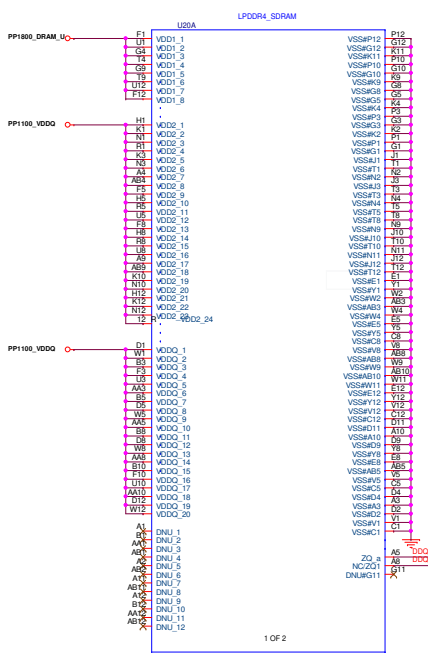 LPDDR4_SDRAM
U20A
PP1800_DRAM_U
F1 VDD1_1
U1 VDD1_2
G4 VDD1_3
T4 VDD1_4
G9 VDD1_5
T9 VDD1_6
U12 VDD1_7
F12 VDD1_8
PP1100_VDDQ
H1 VDD2_1
K1 VDD2_2
N1 VDD2_3
R1 VDD2_4
K3 VDD2_5
N3 VDD2_6
A4 VDD2_7
AB4 VDD2_8
F5 VDD2_9
H5 VDD2_10
R5 VDD2_11
U5 VDD2_12
F8 VDD2_13
H8 VDD2_14
R8 VDD2_15
U8 VDD2_16
A9 VDD2_17
AB9 VDD2_18
K10 VDD2_19
N10 VDD2_20
H12 VDD2_21
K12 VDD2_22
N12 VDD2_23
12 VDD2_24
PP1100_VDDQ
D1 VDDQ_1
W1 VDDQ_2
B3 VDDQ_3
F3 VDDQ_4
U3 VDDQ_5
AA3 VDDQ_6
B5 VDDQ_7
D5 VDDQ_8
W5 VDDQ_9
AA5 VDDQ_10
B8 VDDQ_11
D8 VDDQ_12
W8 VDDQ_13
AA8 VDDQ_14
B10 VDDQ_15
F10 VDDQ_16
U10 VDDQ_17
AA10 VDDQ_18
D12 VDDQ_19
W12 VDDQ_20
DNU_1
DNU_2
DNU_3
DNU_4
DNU_5
DNU_6
DNU_7
DNU_8
DNU_9
DNU_10
DNU_11
DNU_12
VSS#P12 P12
VSS#G12 G12
VSS#K11 K11
VSS#P10 P10
VSS#G10 G10
VSS#K9 K9
VSS#G8 G8
VSS#G5 G5
VSS#K4 K4
VSS#P3 P3
VSS#G3 G3
VSS#K2 K2
VSS#P1 P1
VSS#G1 G1
VSS#J1 J1
VSS#T1 T1
VSS#N2 N2
VSS#J3 J3
VSS#T3 T3
VSS#N4 N4
VSS#T5 T5
VSS#T8 T8
VSS#N9 N9
VSS#J10 J10
VSS#T10 T10
VSS#N11 N11
VSS#J12 J12
VSS#T12 T12
VSS#E1 E1
VSS#Y1 Y1
VSS#W2 W2
VSS#AB3 AB3
VSS#W4 W4
VSS#E5 E5
VSS#Y5 Y5
VSS#C8 C8
VSS#V8 V8
VSS#AB8 AB8
VSS#W9 W9
VSS#AB10 AB10
VSS#W11 W11
VSS#E12 E12
VSS#Y12 Y12
VSS#V12 V12
VSS#C12 C12
VSS#D11 D11
VSS#A10 A10
VSS#D9 D9
VSS#Y8 Y8
VSS#E8 E8
VSS#AB5 AB5
VSS#V5 V5
VSS#C5 C5
VSS#D4 D4
VSS#A3 A3
VSS#D2 D2
VSS#V1 V1
VSS#C1 C1
ZQ_a A5 DDQ
NC/ZQ1 A8 DDQ
DNU#G11 G11
1 OF 2